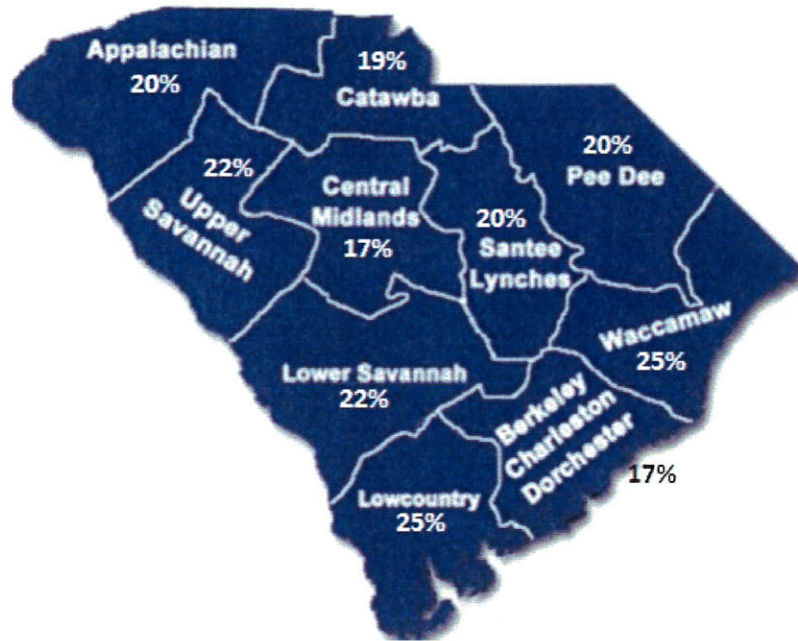 Appalachian
20%
19%
Catawba
20%
Pee Dee
22%
Upper
Savannah
Central
Midlands
17%
20%
Santee
Lynches
Waccamaw
25%
Lower Savannah
22%
Berkeley
Charleston
Dorchester
17%
Lowcountry
25%